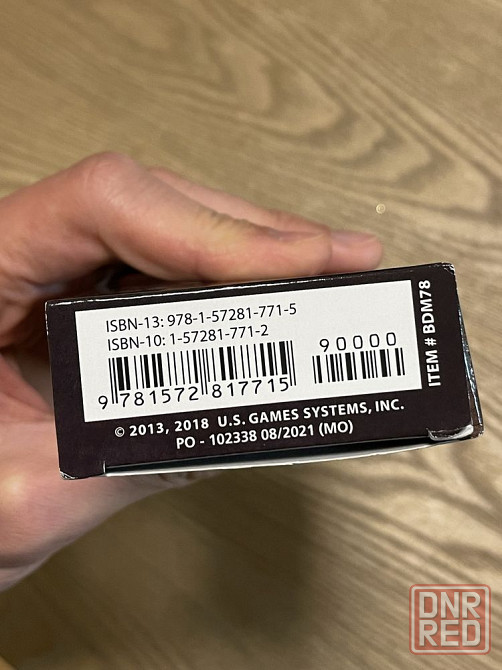 ISBN-13: 978-1-57281-771-5
ISBN-10: 1-57281-771-2
90000
9 781572 817715
ITEM # BDM78
© 2013, 2018 U.S. GAMES SYSTEMS, INC.
PO - 102338 08/2021 (MO)
DNR
RED